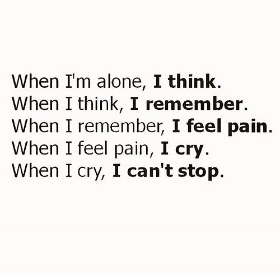 When I'm alone, I think.
When I think, I remember.
When I remember, I feel pain.
When I feel pain, I cry.
When I cry, I can't stop.